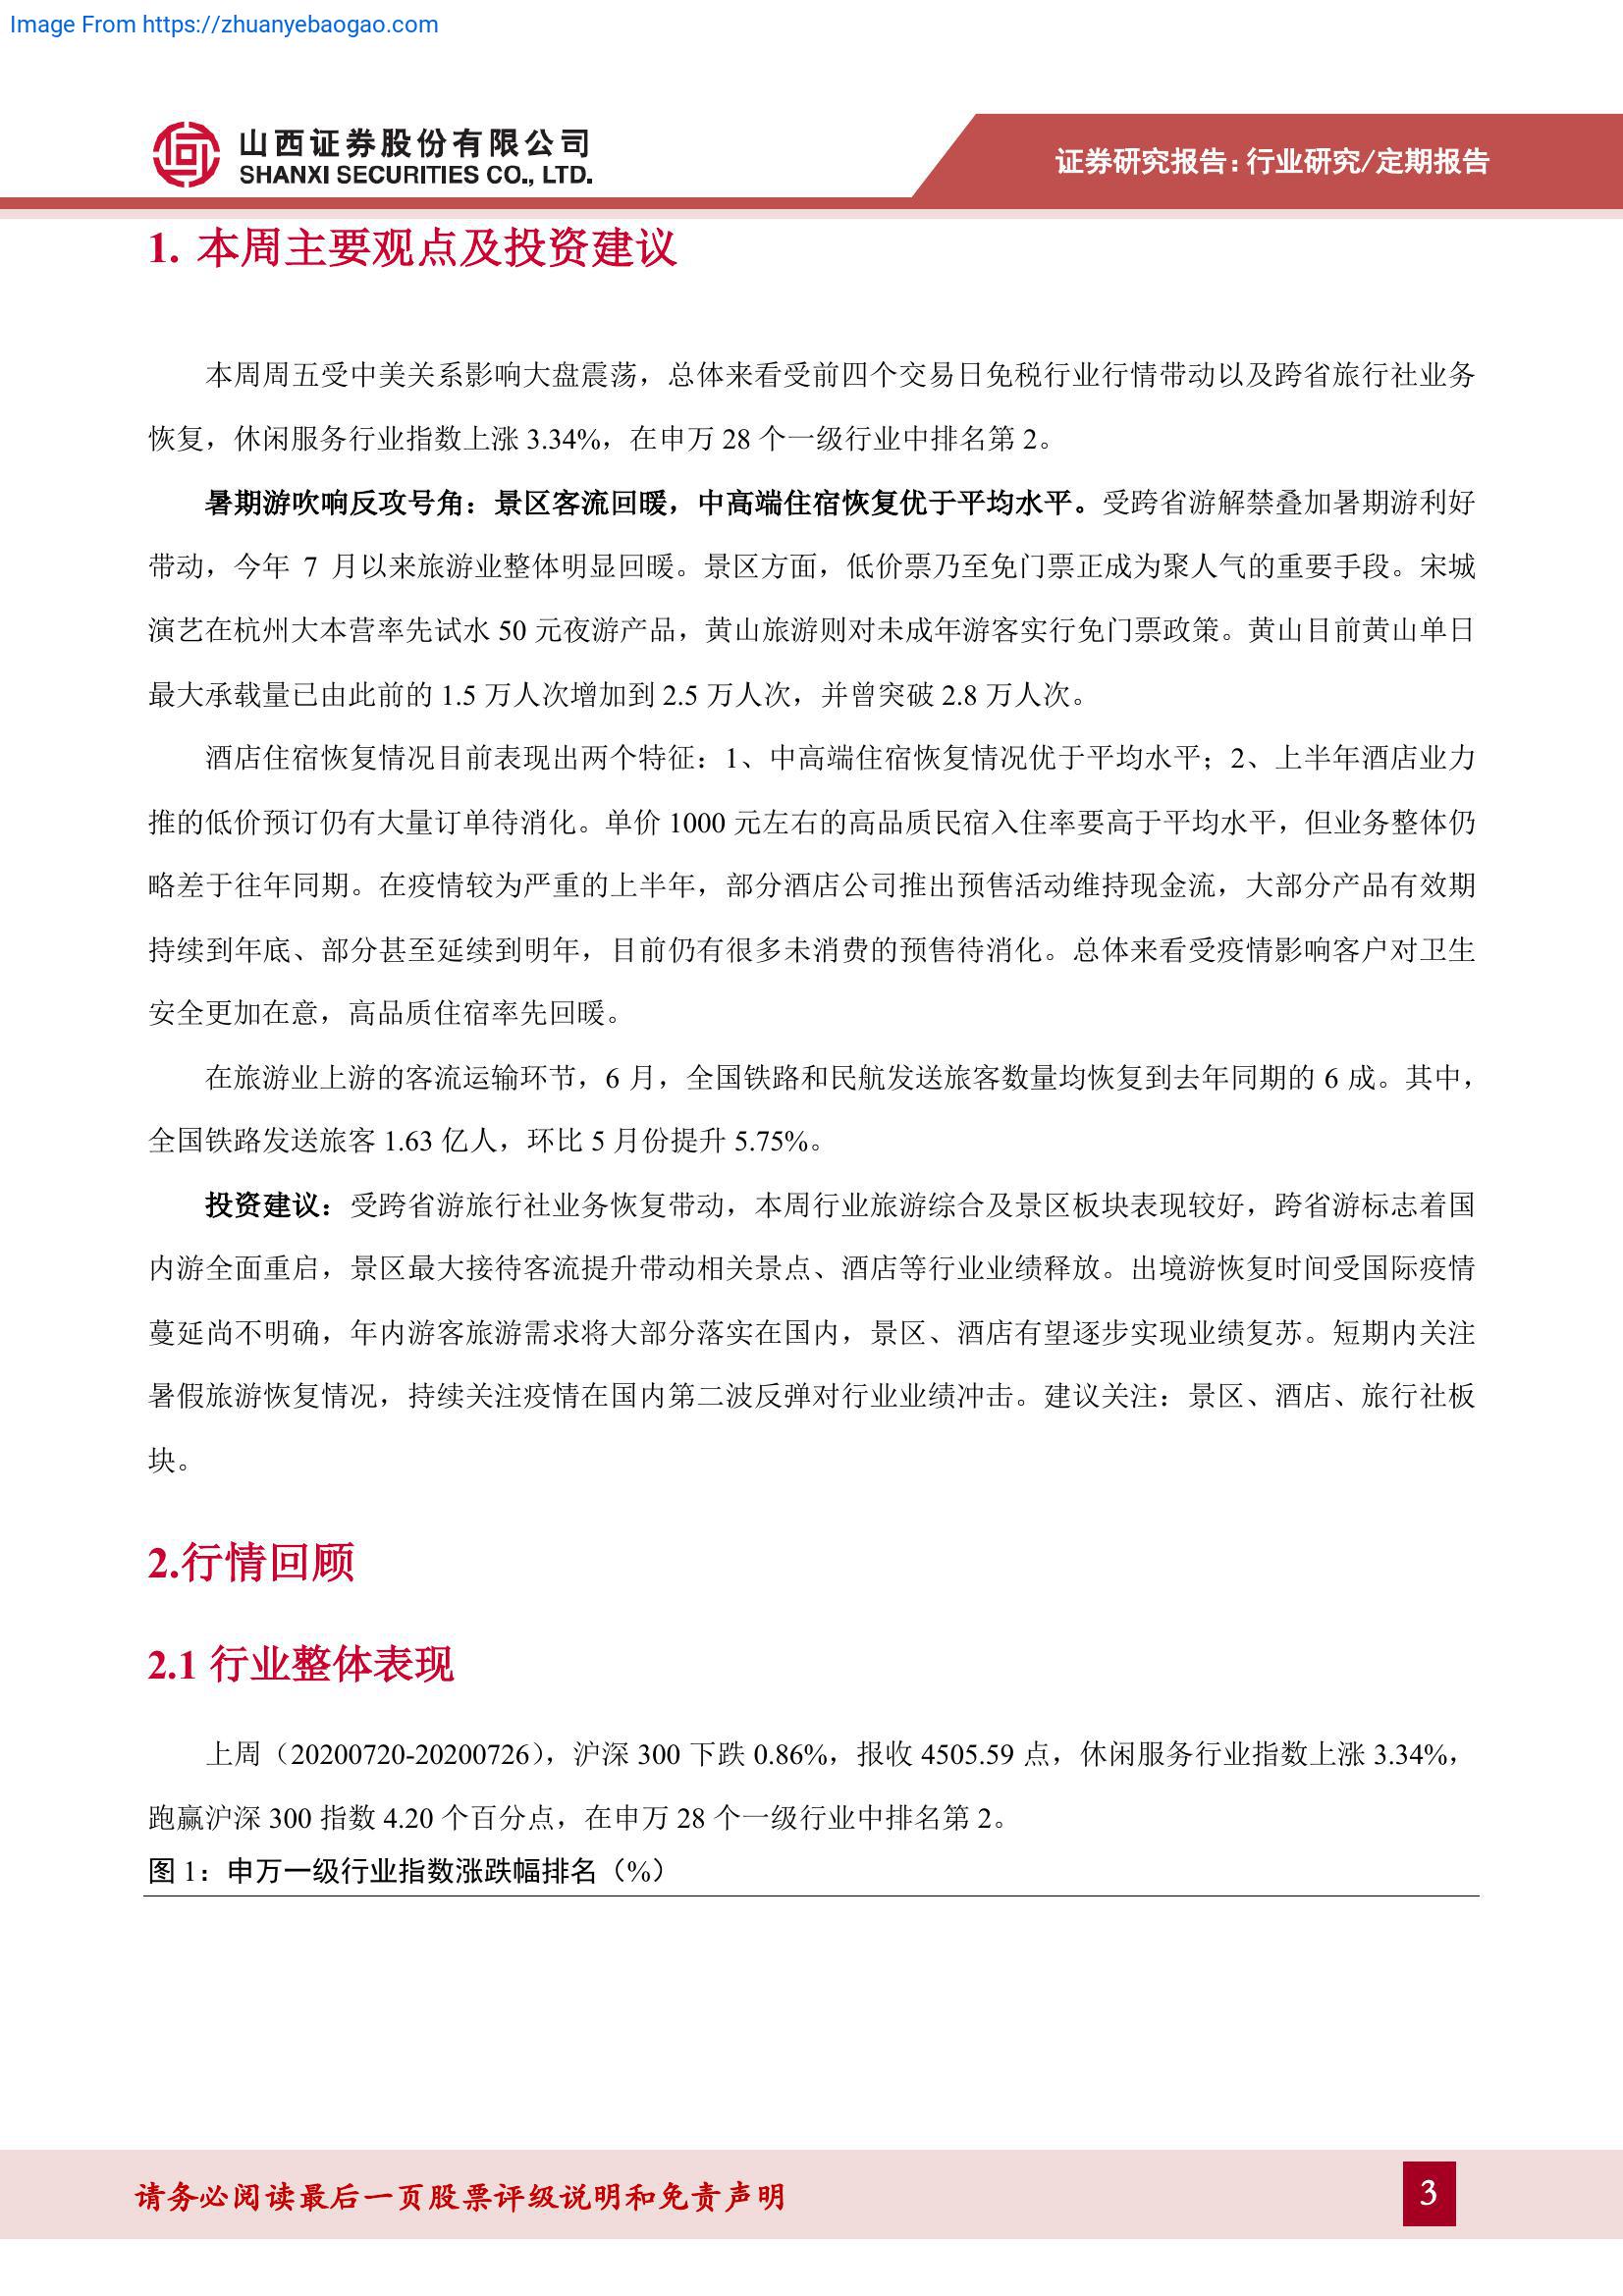 Image From https://zhuanyebaogao.com
山西证券股份有限公司
SHANXI SECURITIES CO., LTD.
证券研究报告：行业研究/定期报告
1. 本周主要观点及投资建议
本周周五受中美关系影响大盘震荡，总体来看受前四个交易日免税行业行情带动以及跨省旅行社业务
恢复，休闲服务行业指数上涨 3.34%，在申万 28 个一级行业中排名第 2。
暑期游吹响反攻号角：景区客流回暖，中高端住宿恢复优于平均水平。受跨省游解禁叠加暑期游利好
带动，今年 7 月以来旅游业整体明显回暖。景区方面，低价票乃至免门票正成为聚人气的重要手段。宋城
演艺在杭州大本营率先试水 50 元夜游产品，黄山旅游则对未成年游客实行免门票政策。黄山目前黄山单日
最大承载量已由此前的 1.5 万人次增加到 2.5 万人次，并曾突破 2.8 万人次。
酒店住宿恢复情况目前表现出两个特征：1、中高端住宿恢复情况优于平均水平；2、上半年酒店业力
推的低价预订仍有大量订单待消化。单价 1000 元左右的高品质民宿入住率要高于平均水平，但业务整体仍
略差于往年同期。在疫情较为严重的上半年，部分酒店公司推出预售活动维持现金流，大部分产品有效期
持续到年底、部分甚至延续到明年，目前仍有很多未消费的预售待消化。总体来看受疫情影响客户对卫生
安全更加在意，高品质住宿率先回暖。
在旅游业上游的客流运输环节，6 月，全国铁路和民航发送旅客数量均恢复到去年同期的 6 成。其中，
全国铁路发送旅客 1.63 亿人，环比 5 月份提升 5.75%。
投资建议：受跨省游旅行社业务恢复带动，本周行业旅游综合及景区板块表现较好，跨省游标志着国
内游全面重启，景区最大接待客流提升带动相关景点、酒店等行业业绩释放。出境游恢复时间受国际疫情
蔓延尚不明确，年内游客旅游需求将大部分落实在国内，景区、酒店有望逐步实现业绩复苏。短期内关注
暑假旅游恢复情况，持续关注疫情在国内第二波反弹对行业业绩冲击。建议关注：景区、酒店、旅行社板
块。
2.行情回顾
2.1 行业整体表现
上周（20200720-20200726），沪深 300 下跌 0.86%，报收 4505.59 点，休闲服务行业指数上涨 3.34%，
跑赢沪深 300 指数 4.20 个百分点，在申万 28 个一级行业中排名第 2。
图 1：申万一级行业指数涨跌幅排名（%）
请务必阅读最后一页股票评级说明和免责声明
3